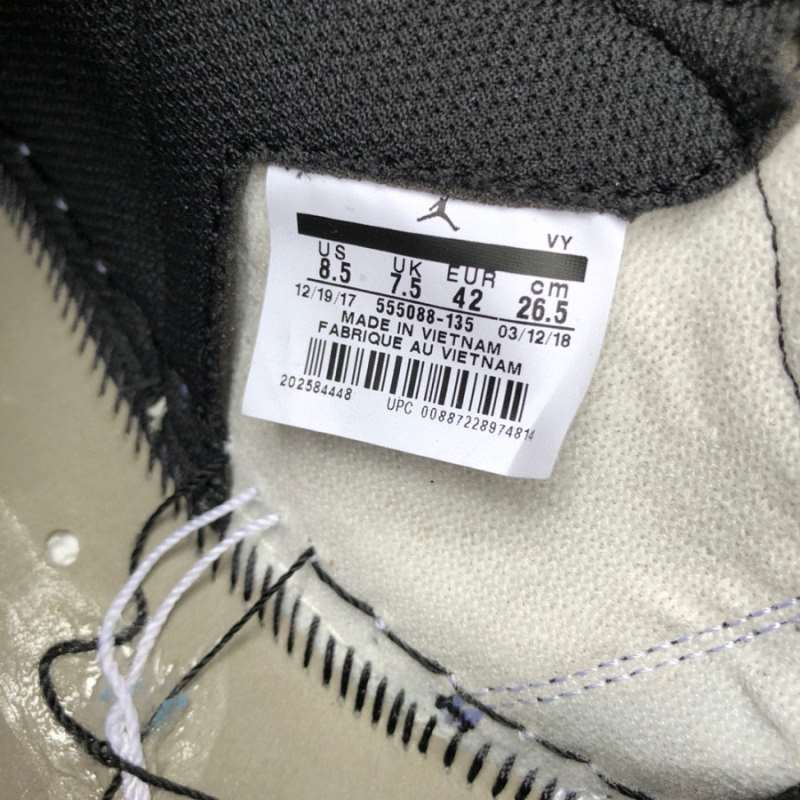 VY
US UK EUR cm
8.5 7.5 42 26.5
12/19/17 555088-135 03/12/18
MADE IN VIETNAM
FABRIQUE AU VIETNAM
202584448
UPC 00887228974814